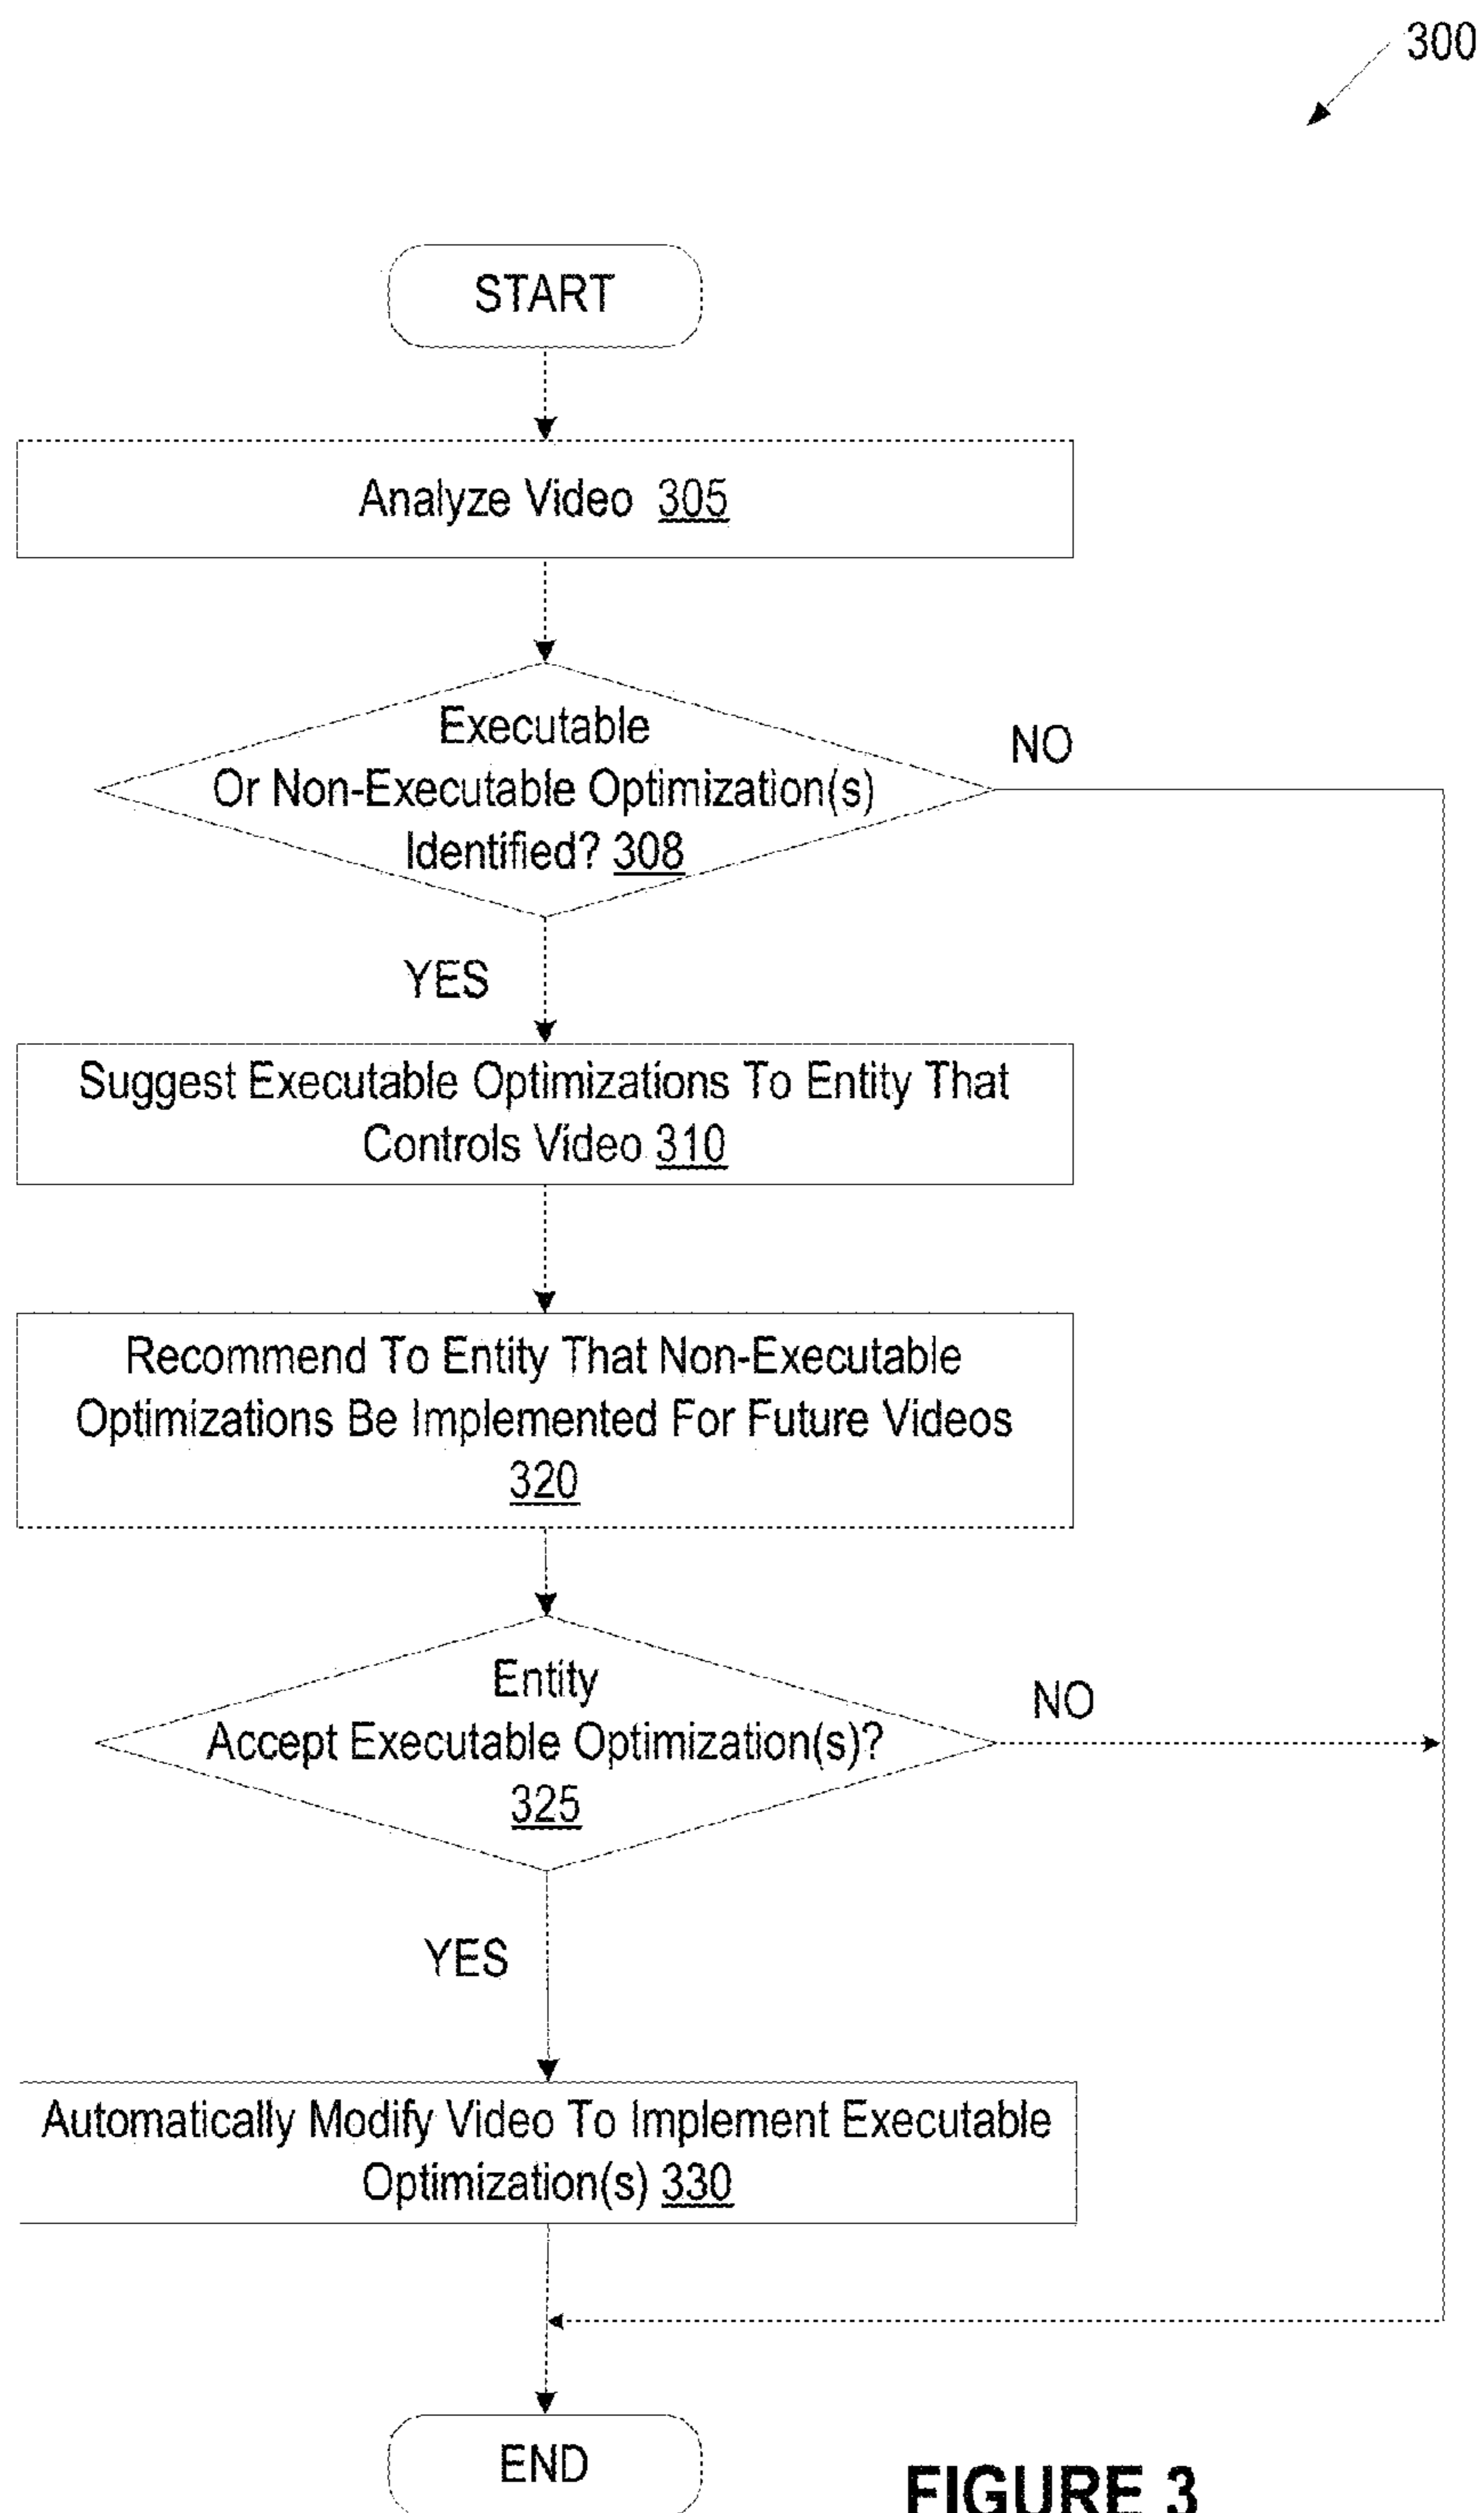 300
START
Analyze Video 305
Executable
Or Non-Executable Optimization(s)
Identified? 308
NO
YES
Suggest Executable Optimizations To Entity That
Controls Video 310
Recommend To Entity That Non-Executable
Optimizations Be Implemented For Future Videos
320
Entity
Accept Executable Optimization(s)?
325
NO
YES
Automatically Modify Video To Implement Executable
Optimization(s) 330
END
FIGURE 3